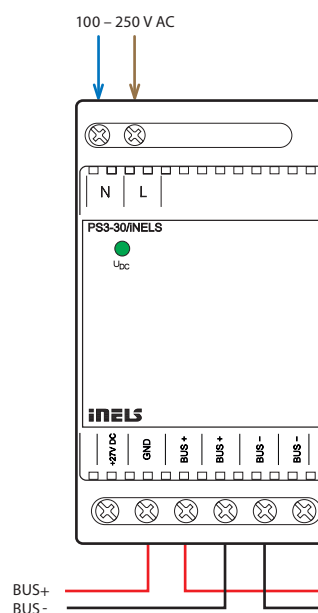 100 – 250 V AC
N L
PS3-30/iNELS
UDC
iNELS
+27V DC GND BUS + BUS + BUS - BUS -
BUS+
BUS-